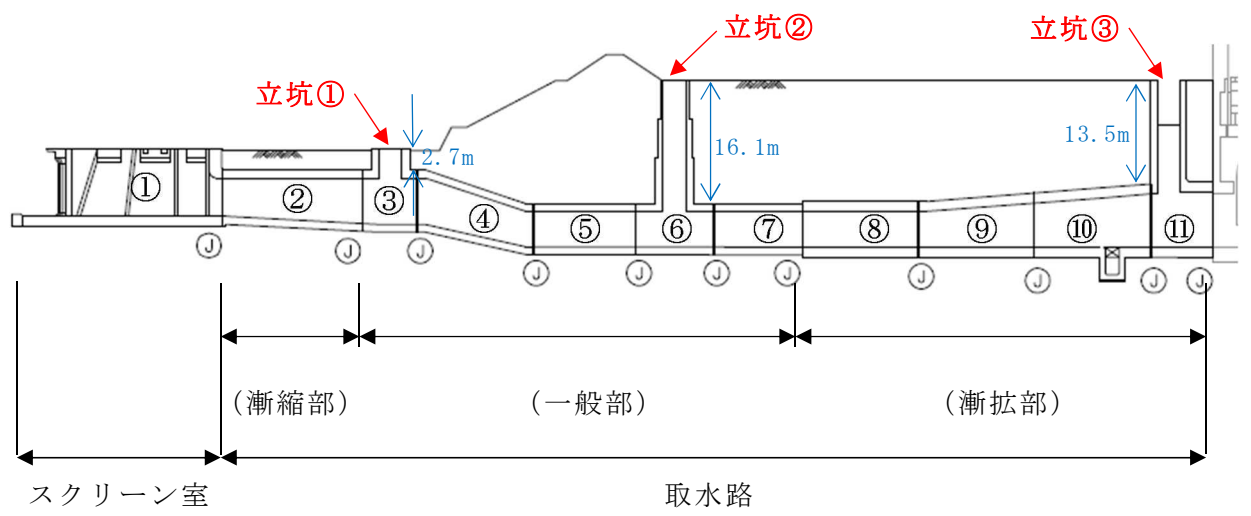 立坑②
立坑③
立坑①
2.7m
16.1m
13.5m
①
②
③
④
⑤
⑥
⑦
⑧
⑨
⑩
⑪
Ⓙ
Ⓙ
Ⓙ
Ⓙ
Ⓙ
Ⓙ
Ⓙ
Ⓙ
Ⓙ
Ⓙ
(漸縮部)
(一般部)
(漸拡部)
スクリーン室
取水路